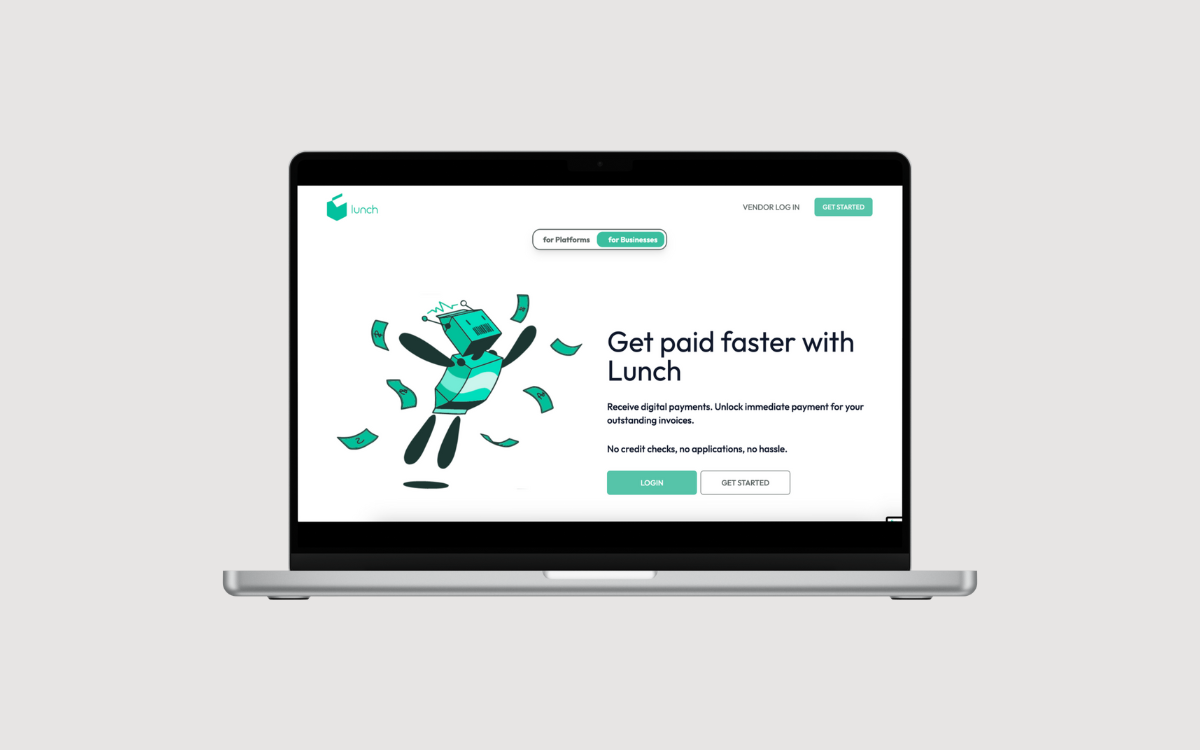 lunch
VENDOR LOG IN
GET STARTED
for Platforms
for Businesses
Get paid faster with
Lunch
Receive digital payments. Unlock immediate payment for your
outstanding invoices.
No credit checks, no applications, no hassle.
LOGIN
GET STARTED